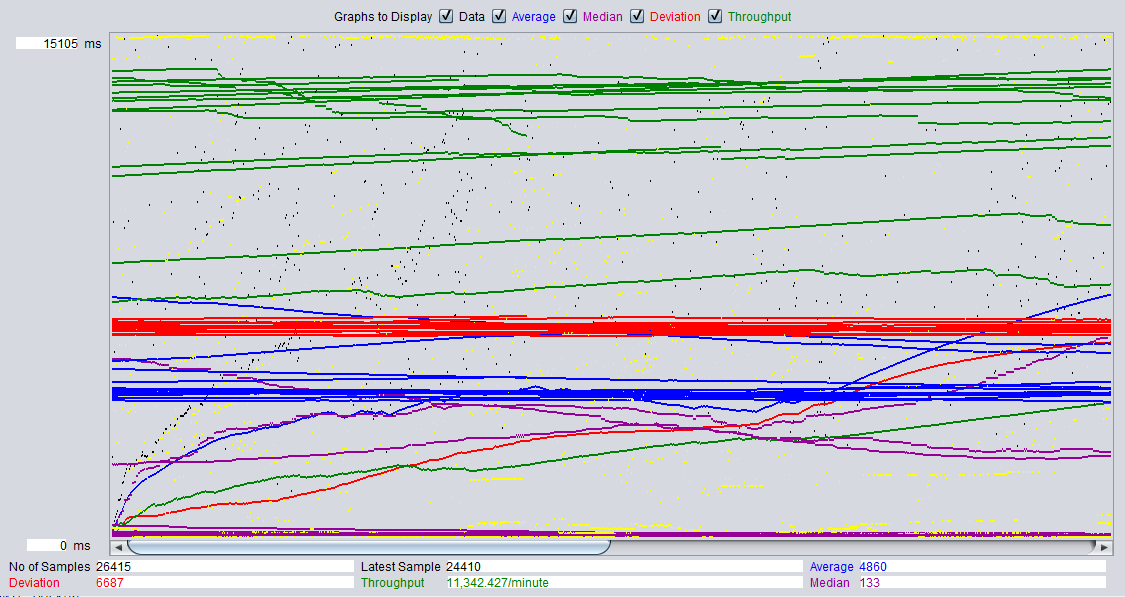 Graphs to Display Data Average Median Deviation Throughput
15105 ms
0 ms
No of Samples 26415 Latest Sample 24410 Average 4860
Deviation 6687 Throughput 11,342.427/minute Median 133